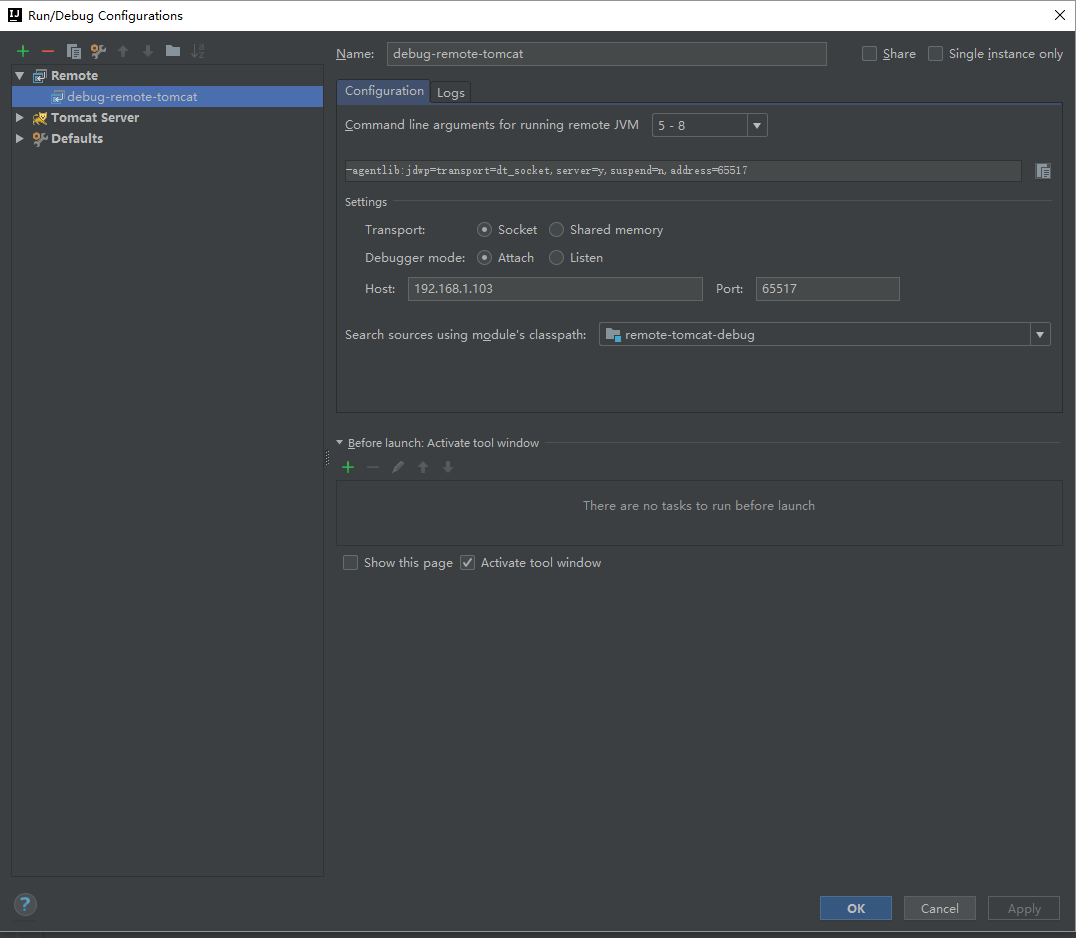 Run/Debug Configurations
Name: debug-remote-tomcat Share Single instance only
Remote
debug-remote-tomcat
Tomcat Server
Defaults
Configuration Logs
Command line arguments for running remote JVM 5 - 8
-agentlib:jdwp=transport=dt_socket,server=y,suspend=n,address=65517
Settings
Transport: Socket Shared memory
Debugger mode: Attach Listen
Host: 192.168.1.103 Port: 65517
Search sources using module's classpath: remote-tomcat-debug
Before launch: Activate tool window
There are no tasks to run before launch
Show this page Activate tool window
? OK Cancel Apply